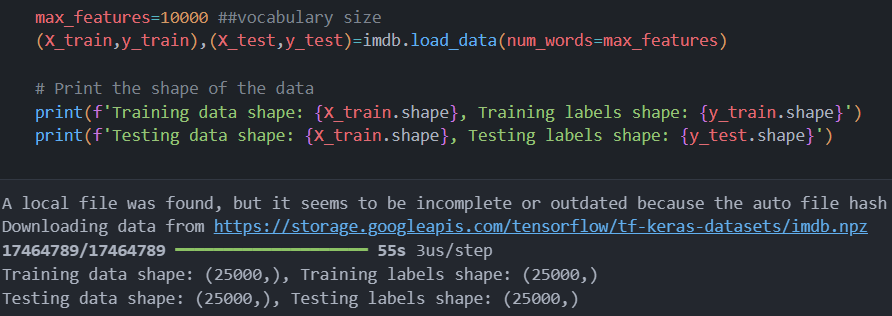 max_features=10000 ##vocabulary size
(X_train,y_train),(X_test,y_test)=imdb.load_data(num_words=max_features)
# Print the shape of the data
print(f'Training data shape: {X_train.shape}, Training labels shape: {y_train.shape}')
print(f'Testing data shape: {X_train.shape}, Testing labels shape: {y_test.shape}')
A local file was found, but it seems to be incomplete or outdated because the auto file hash
Downloading data from https://storage.googleapis.com/tensorflow/tf-keras-datasets/imdb.npz
17464789/17464789 ━━━━━━━━━━━━━━━━━━━━ 55s 3us/step
Training data shape: (25000,), Training labels shape: (25000,)
Testing data shape: (25000,), Testing labels shape: (25000,)